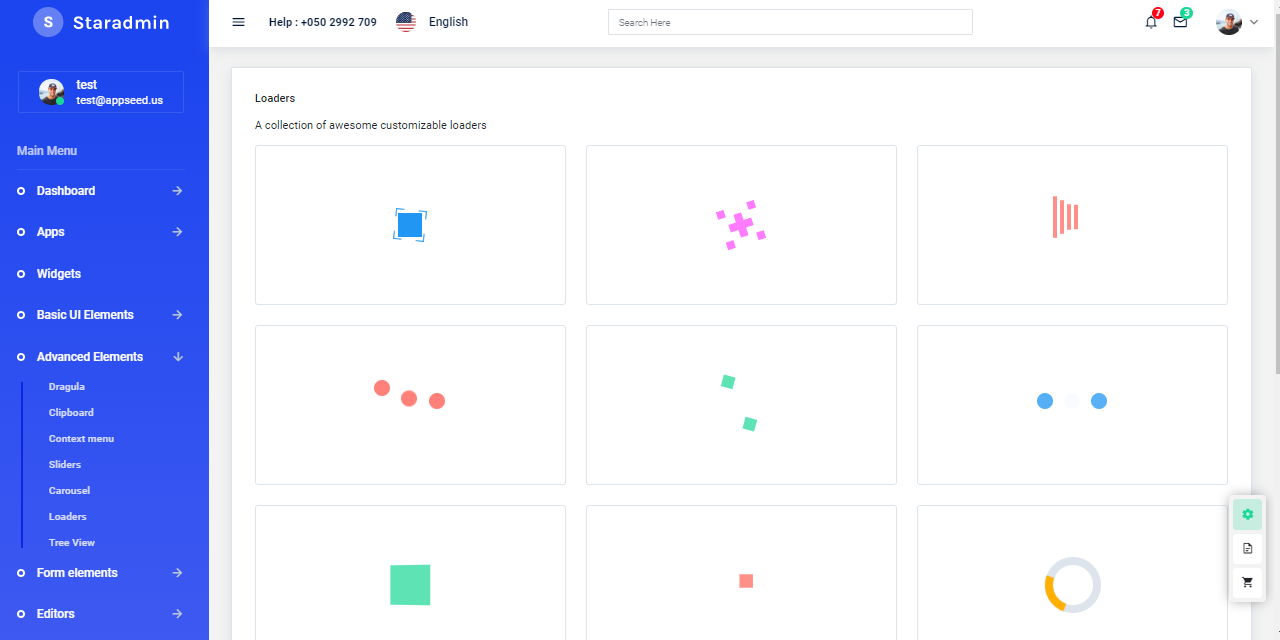 S Staradmin
Help : +050 2992 709
English
Search Here
7
3
test
test@appseed.us
Main Menu
Dashboard
Apps
Widgets
Basic UI Elements
Advanced Elements
Dragula
Clipboard
Context menu
Sliders
Carousel
Loaders
Tree View
Form elements
Editors
Loaders
A collection of awesome customizable loaders